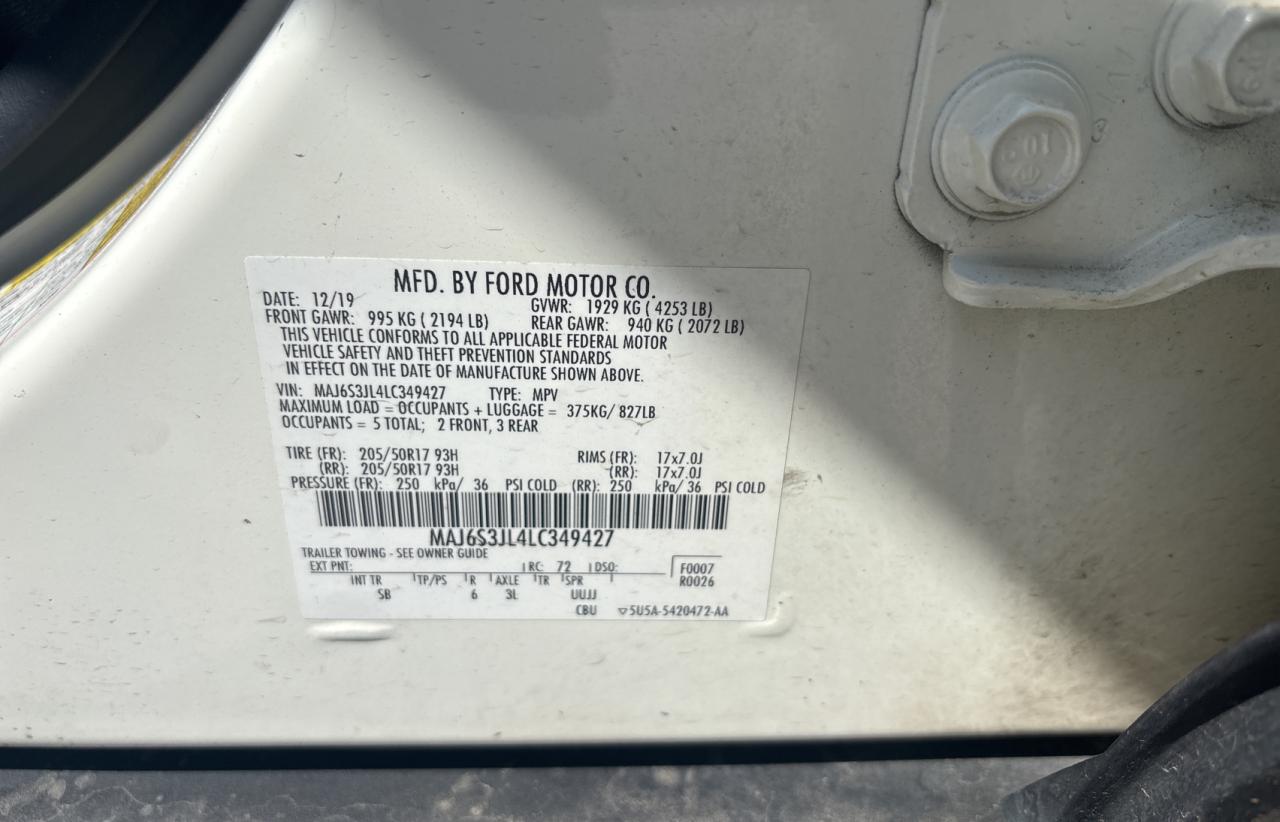 MFD. BY FORD MOTOR CO.
DATE: 12/19 GVWR: 1929 KG ( 4253 LB)
FRONT GAWR: 995 KG ( 2194 LB) REAR GAWR: 940 KG ( 2072 LB)
THIS VEHICLE CONFORMS TO ALL APPLICABLE FEDERAL MOTOR
VEHICLE SAFETY AND THEFT PREVENTION STANDARDS
IN EFFECT ON THE DATE OF MANUFACTURE SHOWN ABOVE.
VIN: MAJ6S3JL4LC349427 TYPE: MPV
MAXIMUM LOAD = OCCUPANTS + LUGGAGE = 375KG/ 827LB
OCCUPANTS = 5 TOTAL; 2 FRONT, 3 REAR
TIRE (FR): 205/50R17 93H RIMS (FR): 17x7.0J
(RR): 205/50R17 93H (RR): 17x7.0J
PRESSURE (FR): 250 kPa/ 36 PSI COLD (RR): 250 kPa/ 36 PSI COLD
MAJ6S3JL4LC349427
TRAILER TOWING - SEE OWNER GUIDE
EXT PNT: RC: 72 DSO: F0007
INT TR TP/PS R AXLE TR SPR R0026
SB 6 3L UUJJ
CBU ▽5U5A-5420472-AA
10.9